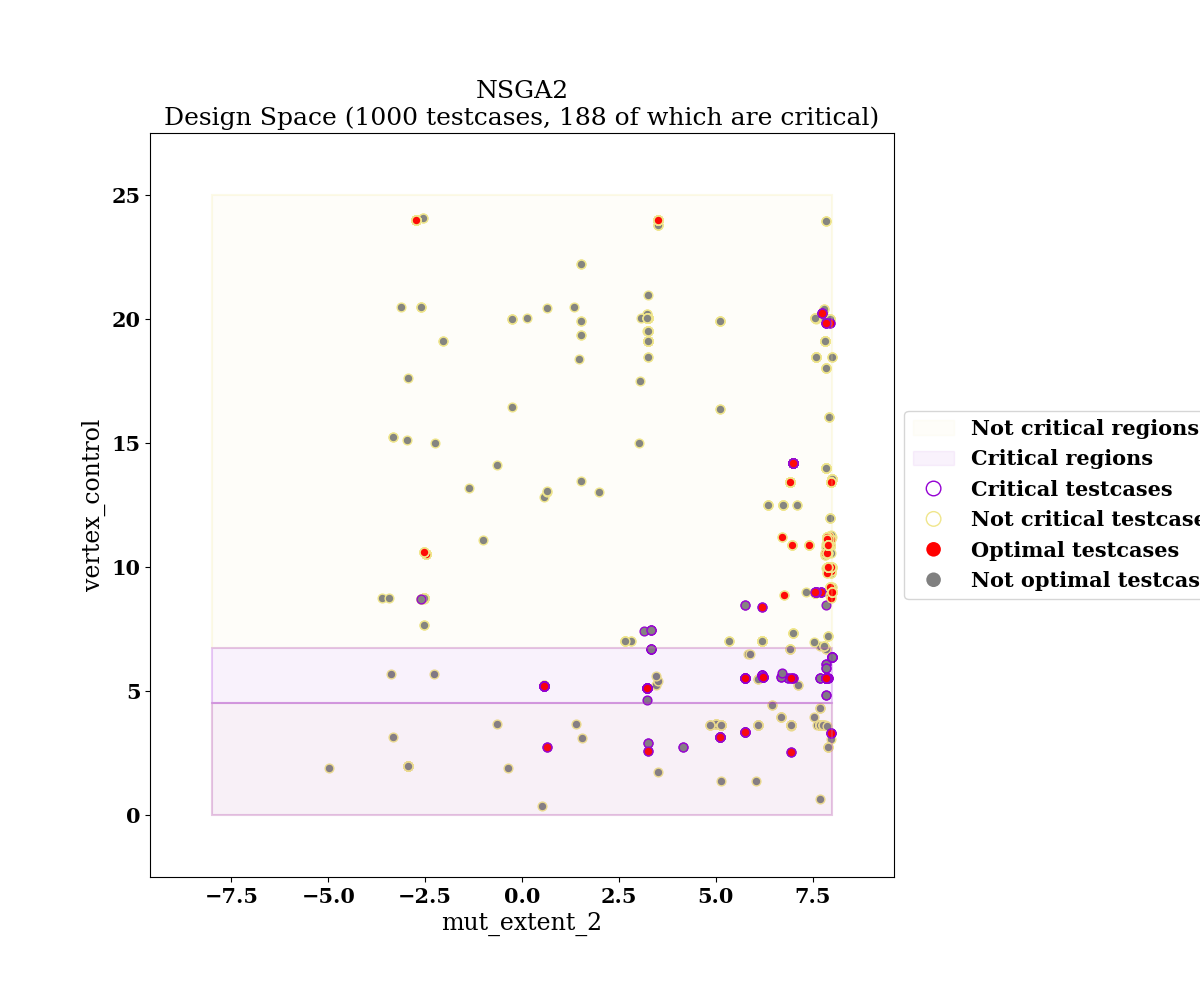 NSGA2
Design Space (1000 testcases, 188 of which are critical)
25
20
15
10
5
0
vertex_control
−7.5 −5.0 −2.5 0.0 2.5 5.0 7.5
mut_extent_2
Not critical regions
Critical regions
Critical testcases
Not critical testcase
Optimal testcases
Not optimal testcas